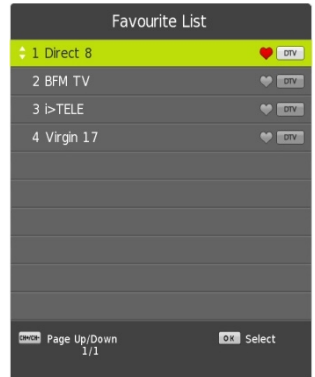 Favourite List
1 Direct 8 DTV
2 BFM TV DTV
3 i>TELE DTV
4 Virgin 17 DTV
CH+/CH- Page Up/Down OK Select
1/1